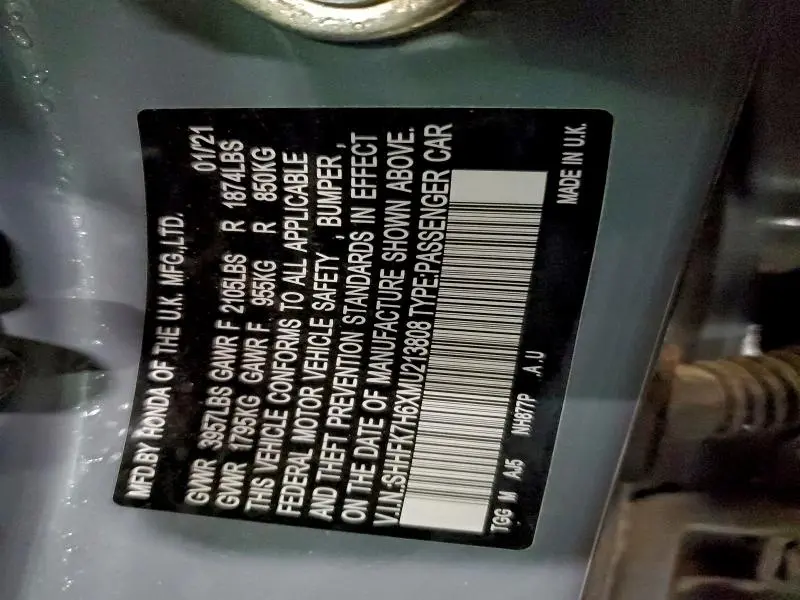 MFD.BY HONDA OF THE U.K. MFG.,LTD. 01/21
GVWR 3957LBS GAWR F 2105LBS R 1874LBS
GVWR 1795KG GAWR F 955KG R 850KG
THIS VEHICLE CONFORMS TO ALL APPLICABLE
FEDERAL MOTOR VEHICLE SAFETY , BUMPER ,
AND THEFT PREVENTION STANDARDS IN EFFECT
ON THE DATE OF MANUFACTURE SHOWN ABOVE.
V.I.N.:SHHFK7H6XMU213808 TYPE:PASSENGER CAR
TGG M AJ5 NH877P .A.U
MADE IN U.K.